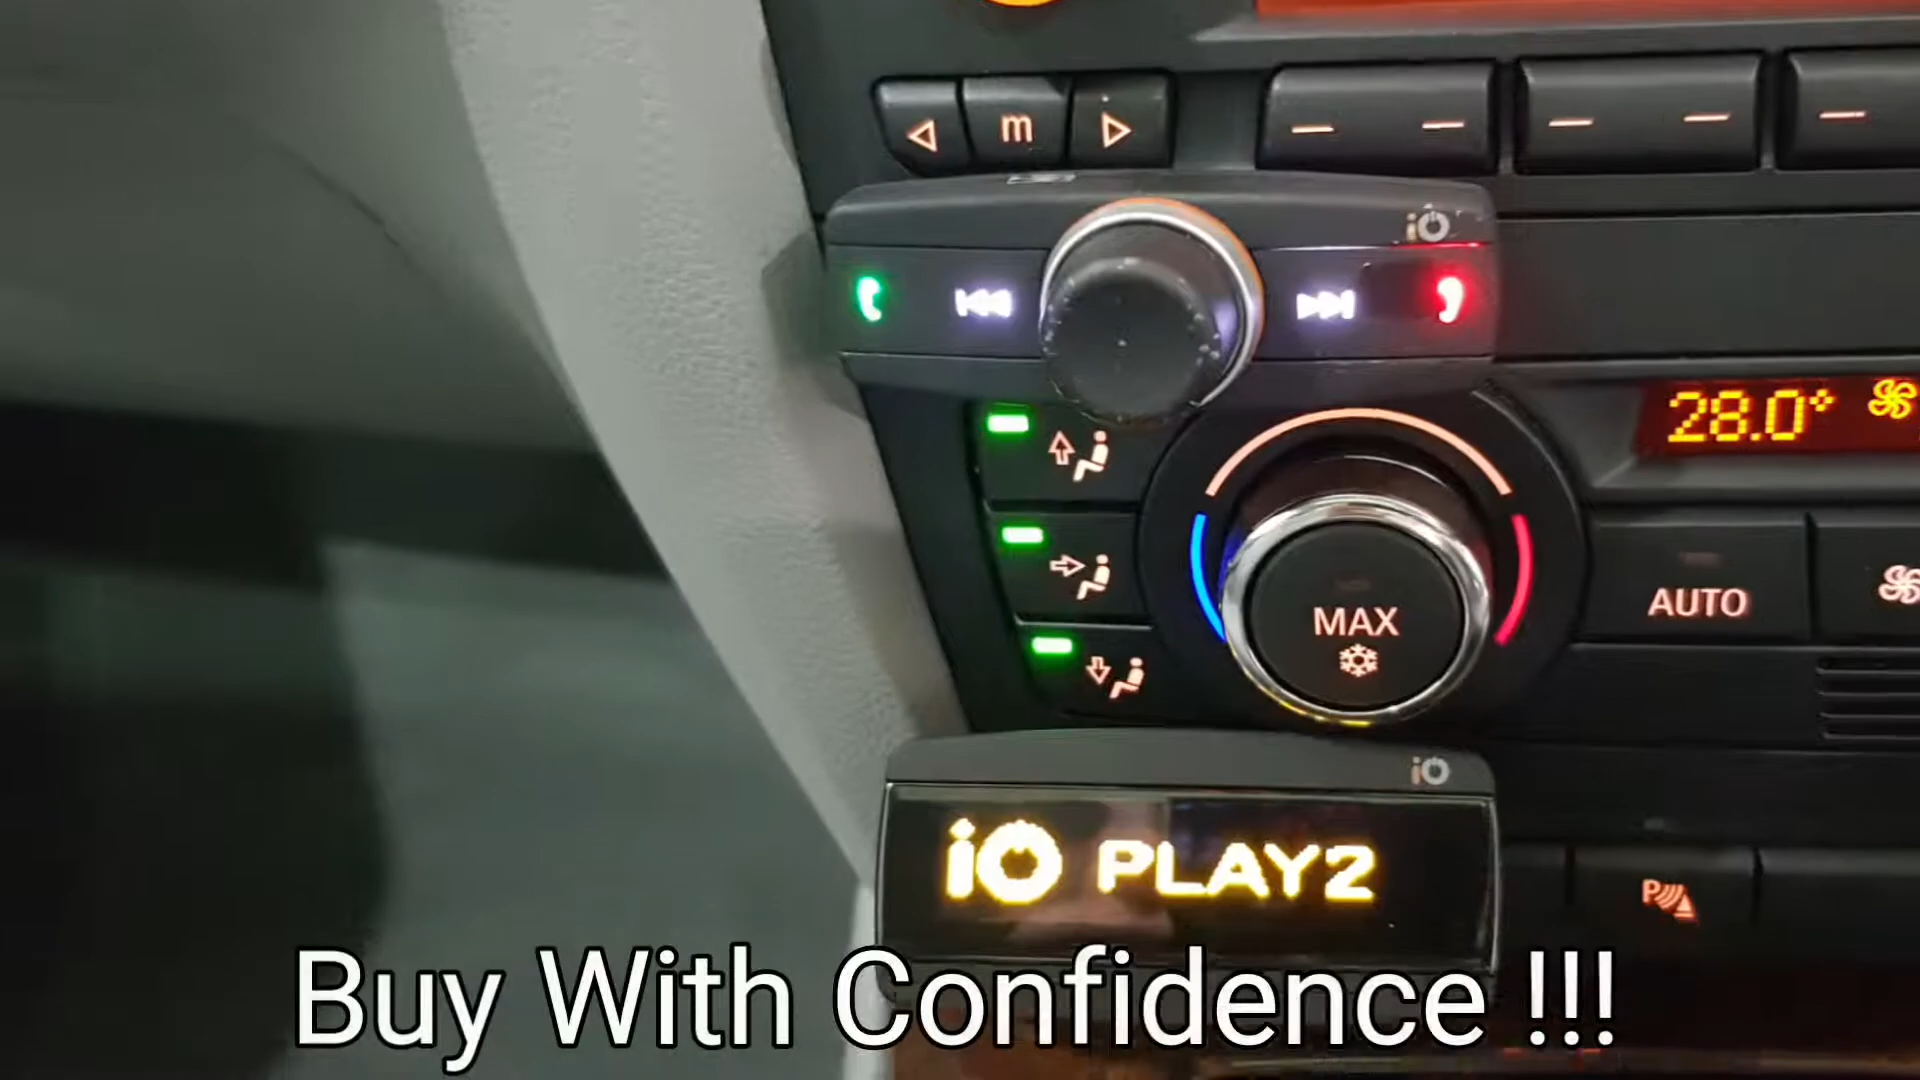 m
iO
28.0°
MAX
AUTO
iO
iO PLAY2
P
Buy With Confidence !!!